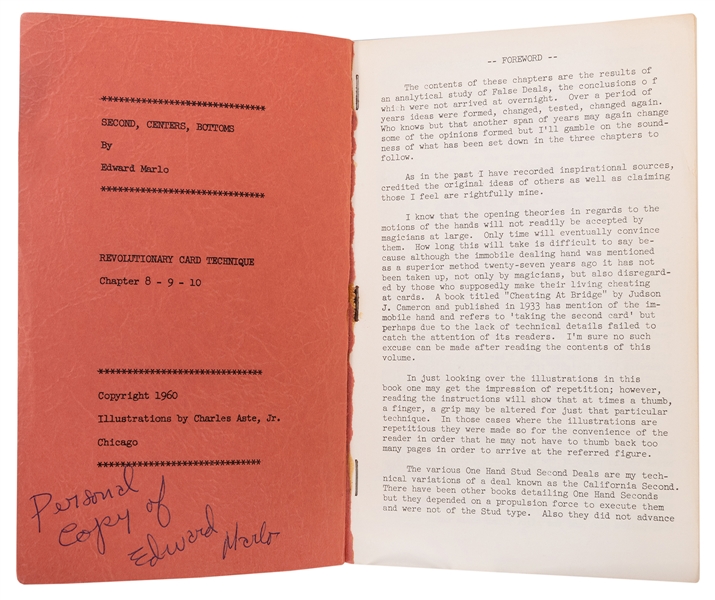 *****************************
SECOND, CENTERS, BOTTOMS
By
Edward Marlo
*****************************
REVOLUTIONARY CARD TECHNIQUE
Chapter 8 - 9 - 10
*****************************
Copyright 1960
Illustrations by Charles Aste, Jr.
Chicago
*****************************
Personal
Copy of
Edward Marlo
-- FOREWORD --
The contents of these chapters are the results of
an analytical study of False Deals, the conclusions o f
which were not arrived at overnight. Over a period of
years ideas were formed, changed, tested, changed again.
Who knows but that another span of years may again change
some of the opinions formed but I'll gamble on the sound-
ness of what has been set down in the three chapters to
follow.
As in the past I have recorded inspirational sources,
credited the original ideas of others as well as claiming
those I feel are rightfully mine.
I know that the opening theories in regards to the
motions of the hands will not readily be accepted by
magicians at large. Only time will eventually convince
them. How long this will take is difficult to say be-
cause although the immobile dealing hand was mentioned
as a superior method twenty-seven years ago it has not
been taken up, not only by magicians, but also disregard-
ed by those who supposedly make their living cheating
at cards. A book titled "Cheating At Bridge" by Judson
J. Cameron and published in 1933 has mention of the im-
mobile hand and refers to 'taking the second card' but
perhaps due to the lack of technical details failed to
catch the attention of its readers. I'm sure no such
excuse can be made after reading the contents of this
volume.
In just looking over the illustrations in this
book one may get the impression of repetition; however,
reading the instructions will show that at times a thumb,
a finger, a grip may be altered for just that particular
technique. In those cases where the illustrations are
repetitious they were made so for the convenience of the
reader in order that he may not have to thumb back too
many pages in order to arrive at the referred figure.
The various One Hand Stud Second Deals are my tech-
nical variations of a deal known as the California Second.
There have been other books detailing One Hand Seconds
but they depended on a propulsion force to execute them
and were not of the Stud type. Also they did not advance